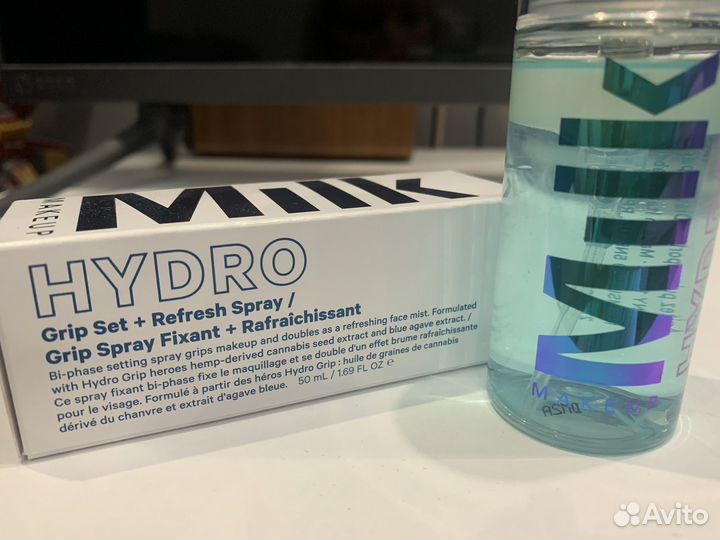 MAKEUP
Milk
HYDRO
Grip Set + Refresh Spray /
Grip Spray Fixant + Rafraîchissant
Bi-phase setting spray grips makeup and doubles as a refreshing face mist. Formulated
with Hydro Grip heroes hemp-derived cannabis seed extract and blue agave extract. /
Ce spray fixant bi-phase fixe le maquillage et se double d'un effet brume rafraîchissante
pour le visage. Formulé à partir des héros Hydro Grip : huile de graines de cannabis
dérivé du chanvre et extrait d'agave bleue. 50 mL / 1.69 FL OZ e
Milk
MAKEUP
HYDRO
Avito